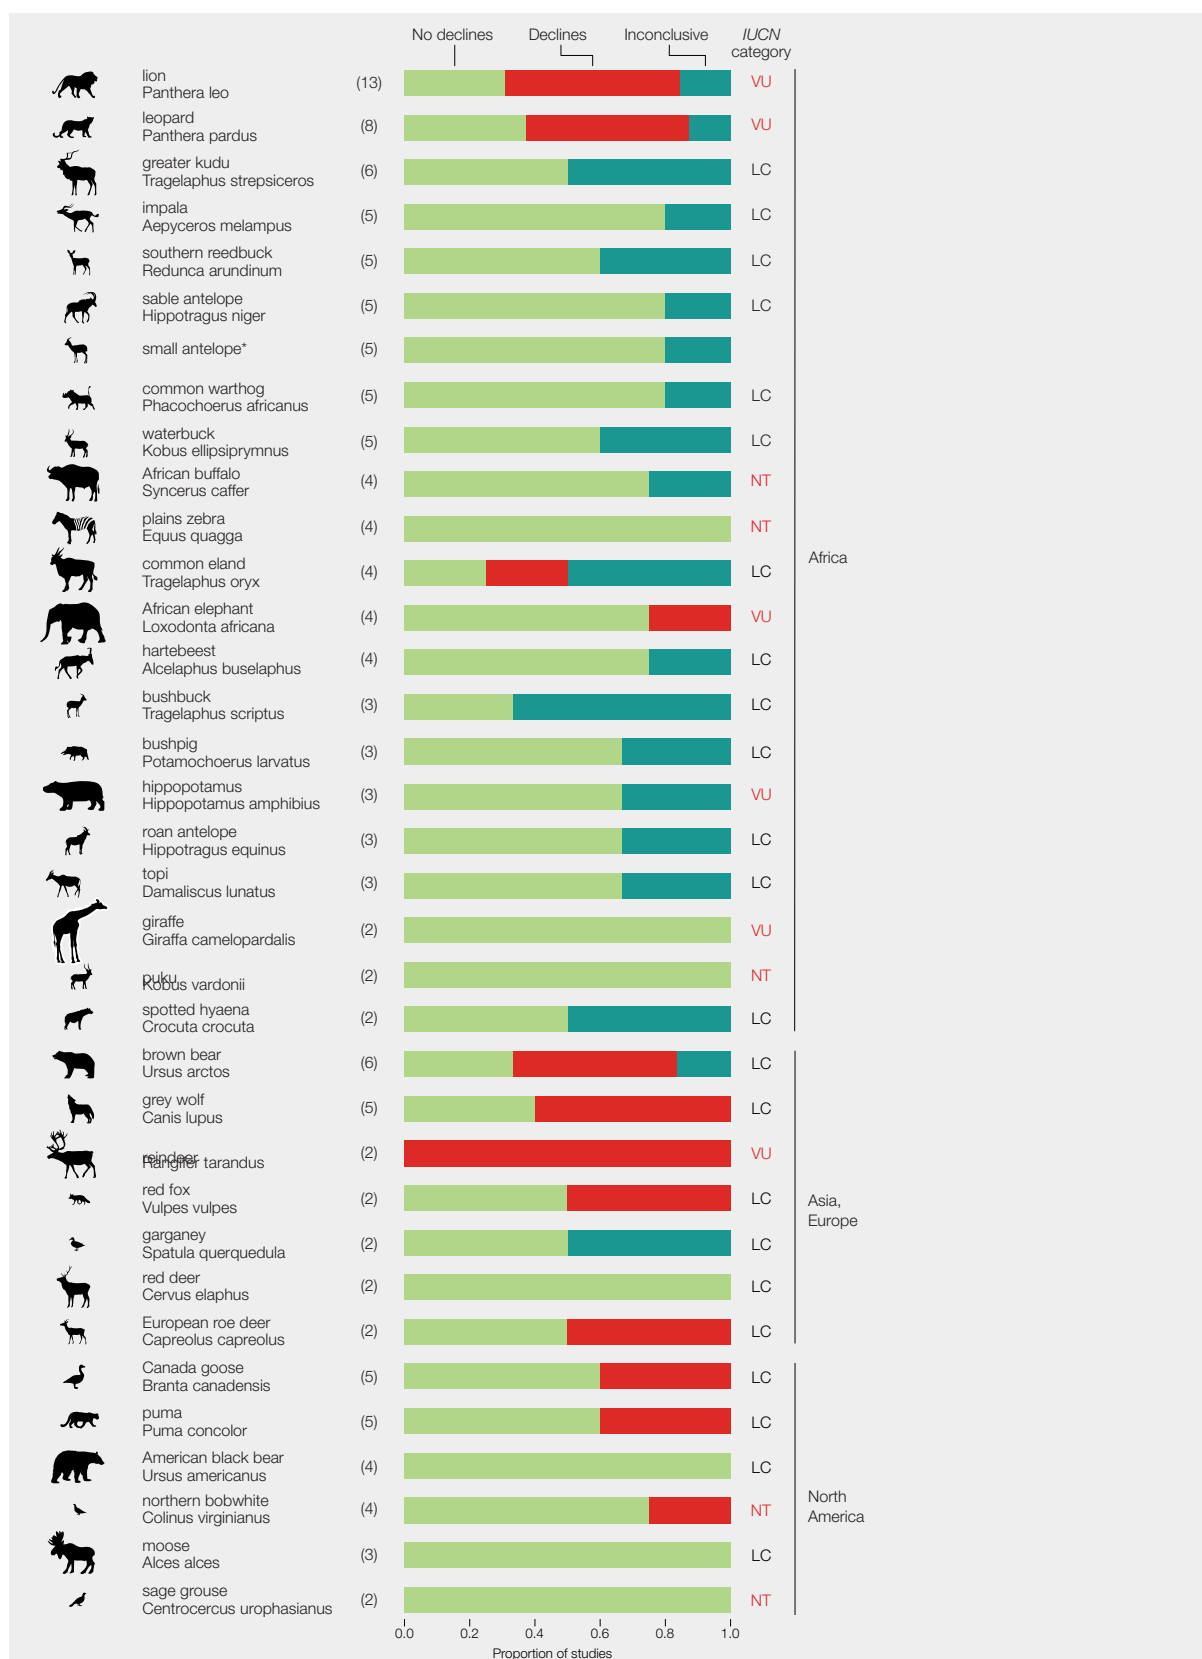 No declines Declines Inconclusive IUCN
category
lion
Panthera leo
(13) VU
leopard
Panthera pardus
(8) VU
greater kudu
Tragelaphus strepsiceros
(6) LC
impala
Aepyceros melampus
(5) LC
southern reedbuck
Redunca arundinum
(5) LC
sable antelope
Hippotragus niger
(5) LC
small antelope* (5)
common warthog
Phacochoerus africanus
(5) LC
waterbuck
Kobus ellipsiprymnus
(5) LC
African buffalo
Syncerus caffer
(4) NT
plains zebra
Equus quagga
(4) NT
Africa
common eland
Tragelaphus oryx
(4) LC
African elephant
Loxodonta africana
(4) VU
hartebeest
Alcelaphus buselaphus
(4) LC
bushbuck
Tragelaphus scriptus
(3) LC
bushpig
Potamochoerus larvatus
(3) LC
hippopotamus
Hippopotamus amphibius
(3) VU
roan antelope
Hippotragus equinus
(3) LC
topi
Damaliscus lunatus
(3) LC
giraffe
Giraffa camelopardalis
(2) VU
puku
Kobus vardonii
(2) NT
spotted hyaena
Crocuta crocuta
(2) LC
brown bear
Ursus arctos
(6) LC
grey wolf
Canis lupus
(5) LC
reindeer
Rangifer tarandus
(2) VU
red fox
Vulpes vulpes
(2) LC
Asia,
Europe
garganey
Spatula querquedula
(2) LC
red deer
Cervus elaphus
(2) LC
European roe deer
Capreolus capreolus
(2) LC
Canada goose
Branta canadensis
(5) LC
puma
Puma concolor
(5) LC
American black bear
Ursus americanus
(4) LC
northern bobwhite
Colinus virginianus
(4) NT
North
America
moose
Alces alces
(3) LC
sage grouse
Centrocercus urophasianus
(2) NT
0.0 0.2 0.4 0.6 0.8 1.0
Proportion of studies